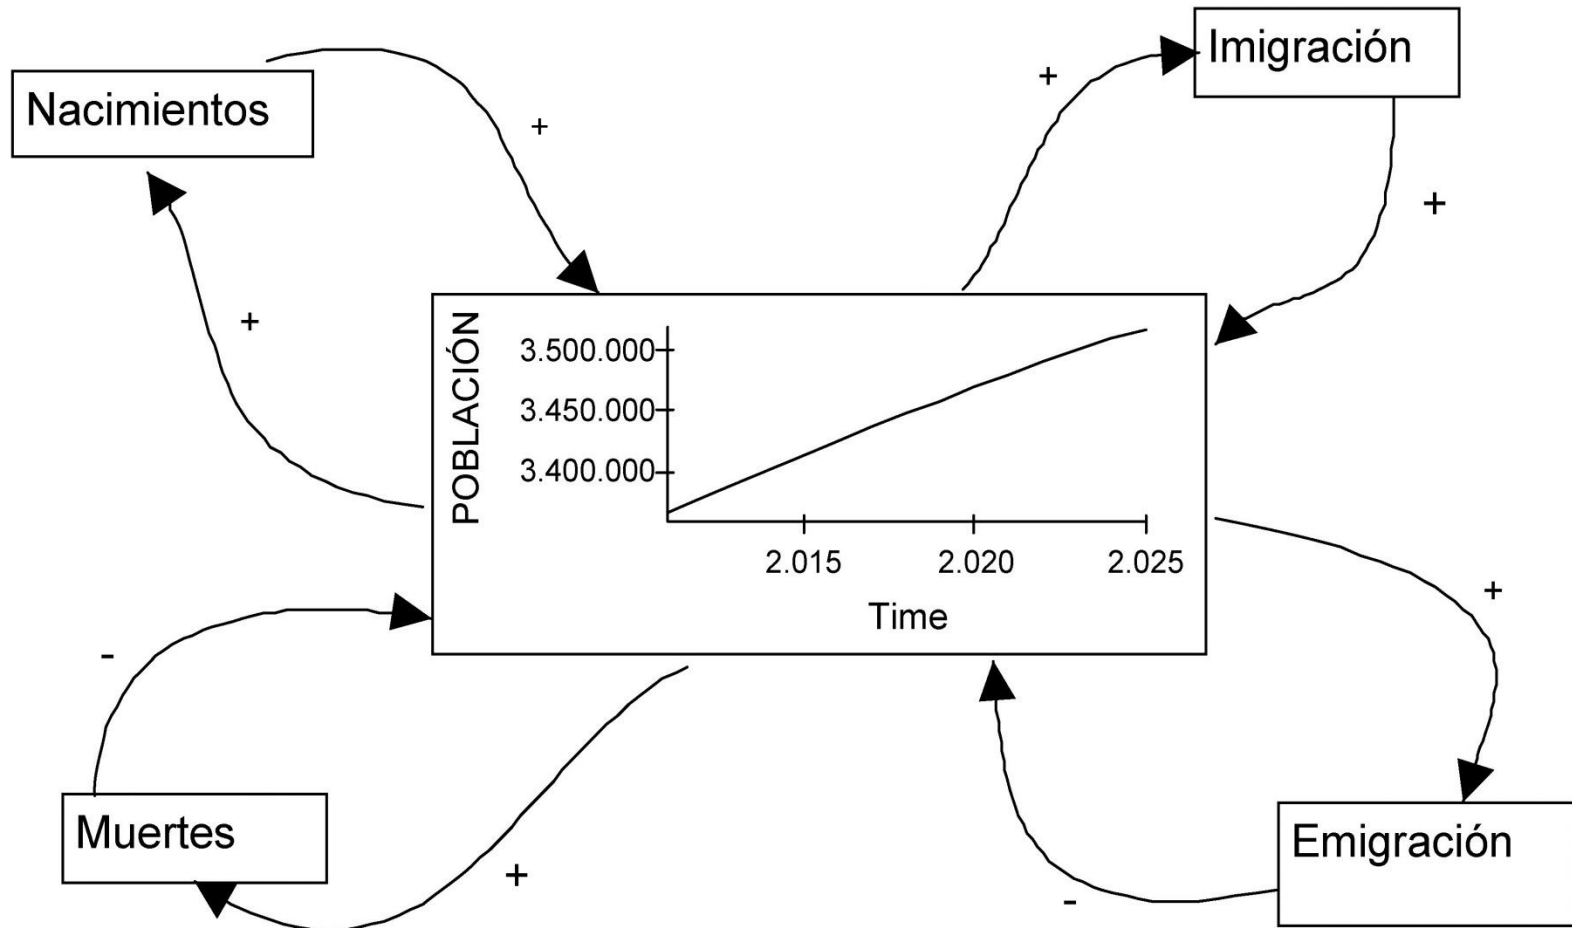 Imigración
Nacimientos
+
+
+
+
POBLACIÓN
3.500.000
3.450.000
3.400.000
2.015 2.020 2.025
Time
+
-
Muertes
Emigración
+
-